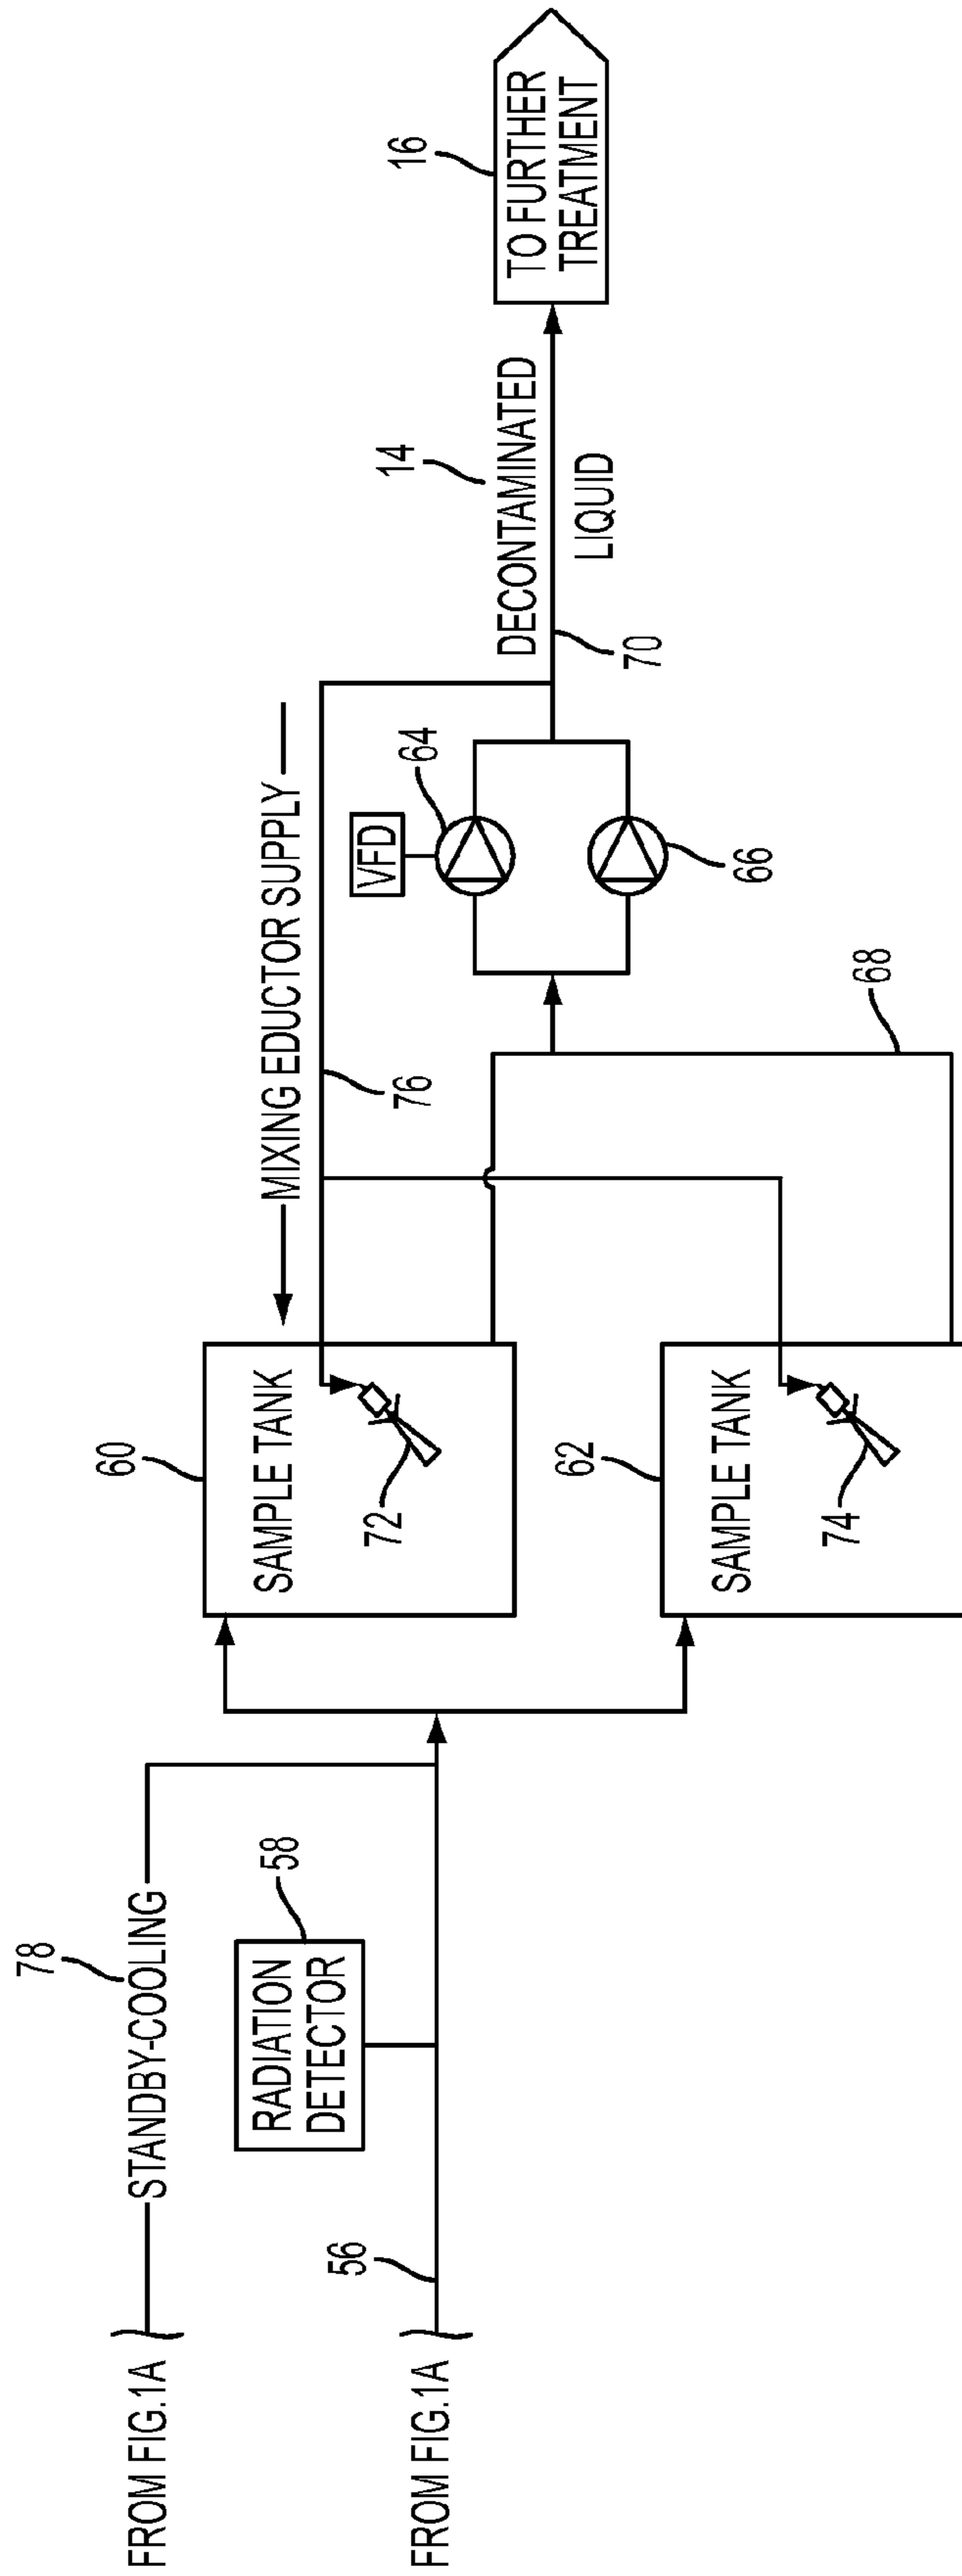 FROM FIG.1A
78
STANDBY-COOLING
FROM FIG.1A
56
RADIATION
DETECTOR
58
60
SAMPLE TANK
72
62
SAMPLE TANK
74
MIXING EDUCTOR SUPPLY
76
68
VFD
64
66
70
14
DECONTAMINATED
LIQUID
16
TO FURTHER
TREATMENT